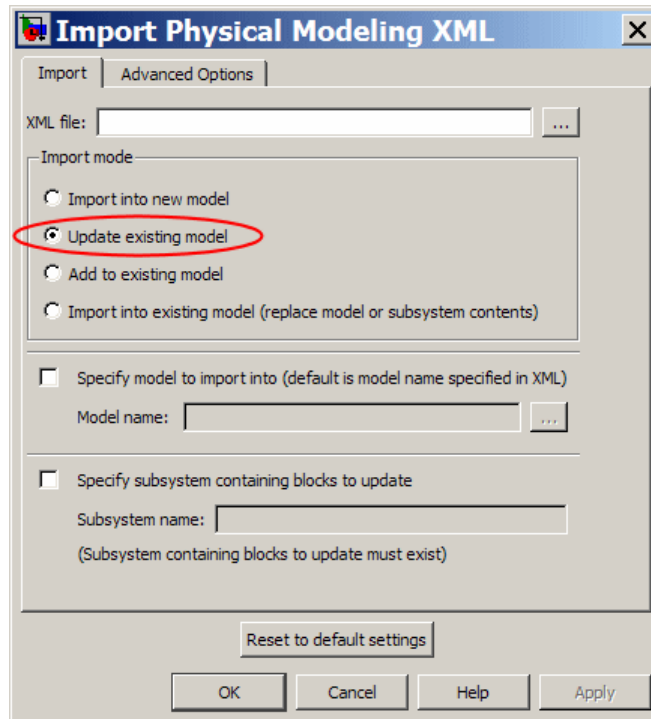 Import Physical Modeling XML
Import
Advanced Options
XML file:
...
Import mode
Import into new model
Update existing model
Add to existing model
Import into existing model (replace model or subsystem contents)
Specify model to import into (default is model name specified in XML)
Model name:
...
Specify subsystem containing blocks to update
Subsystem name:
(Subsystem containing blocks to update must exist)
Reset to default settings
OK
Cancel
Help
Apply